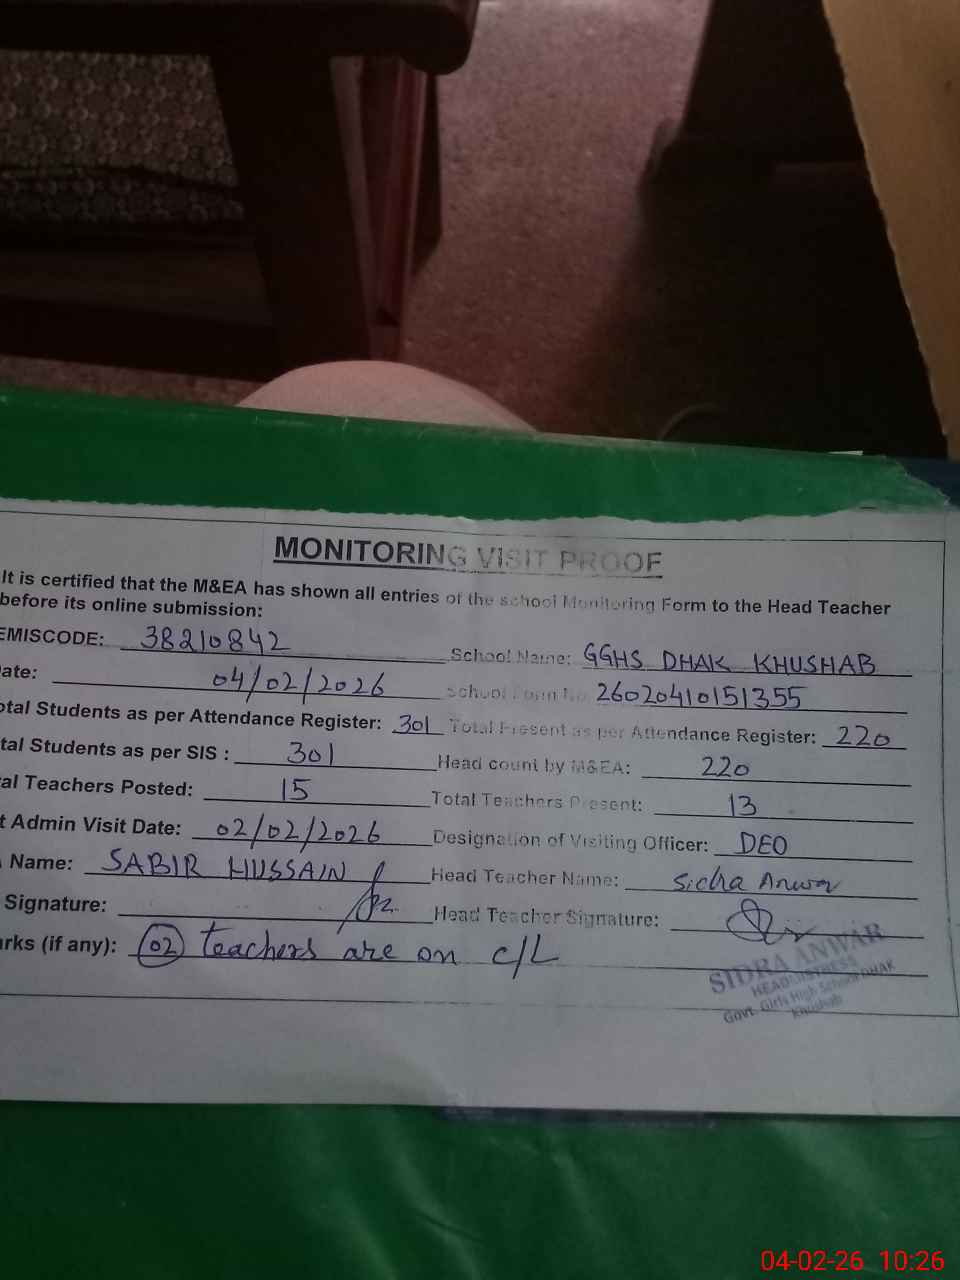 MONITORING VISIT PROOF
It is certified that the M&EA has shown all entries of the school Monitoring Form to the Head Teacher
before its online submission:
EMISCODE: 38210842 School Name: GGHS DHAK KHUSHAB
ate: 04/02/2026 School Form No. 26020410151355
otal Students as per Attendance Register: 301 Total Present as per Attendance Register: 220
tal Students as per SIS : 301 Head count by M&EA: 220
al Teachers Posted: 15 Total Teachers Present: 13
t Admin Visit Date: 02/02/2026 Designation of Visiting Officer: DEO
Name: SABIR HUSSAIN Head Teacher Name: Sidra Anwar
Signature: Head Teacher Signature:
arks (if any): 02 teachers are on c/L
SIDRA ANWAR
HEADMISTRESS
Govt. Girls High School DHAK
Khushab
04-02-26 10:26